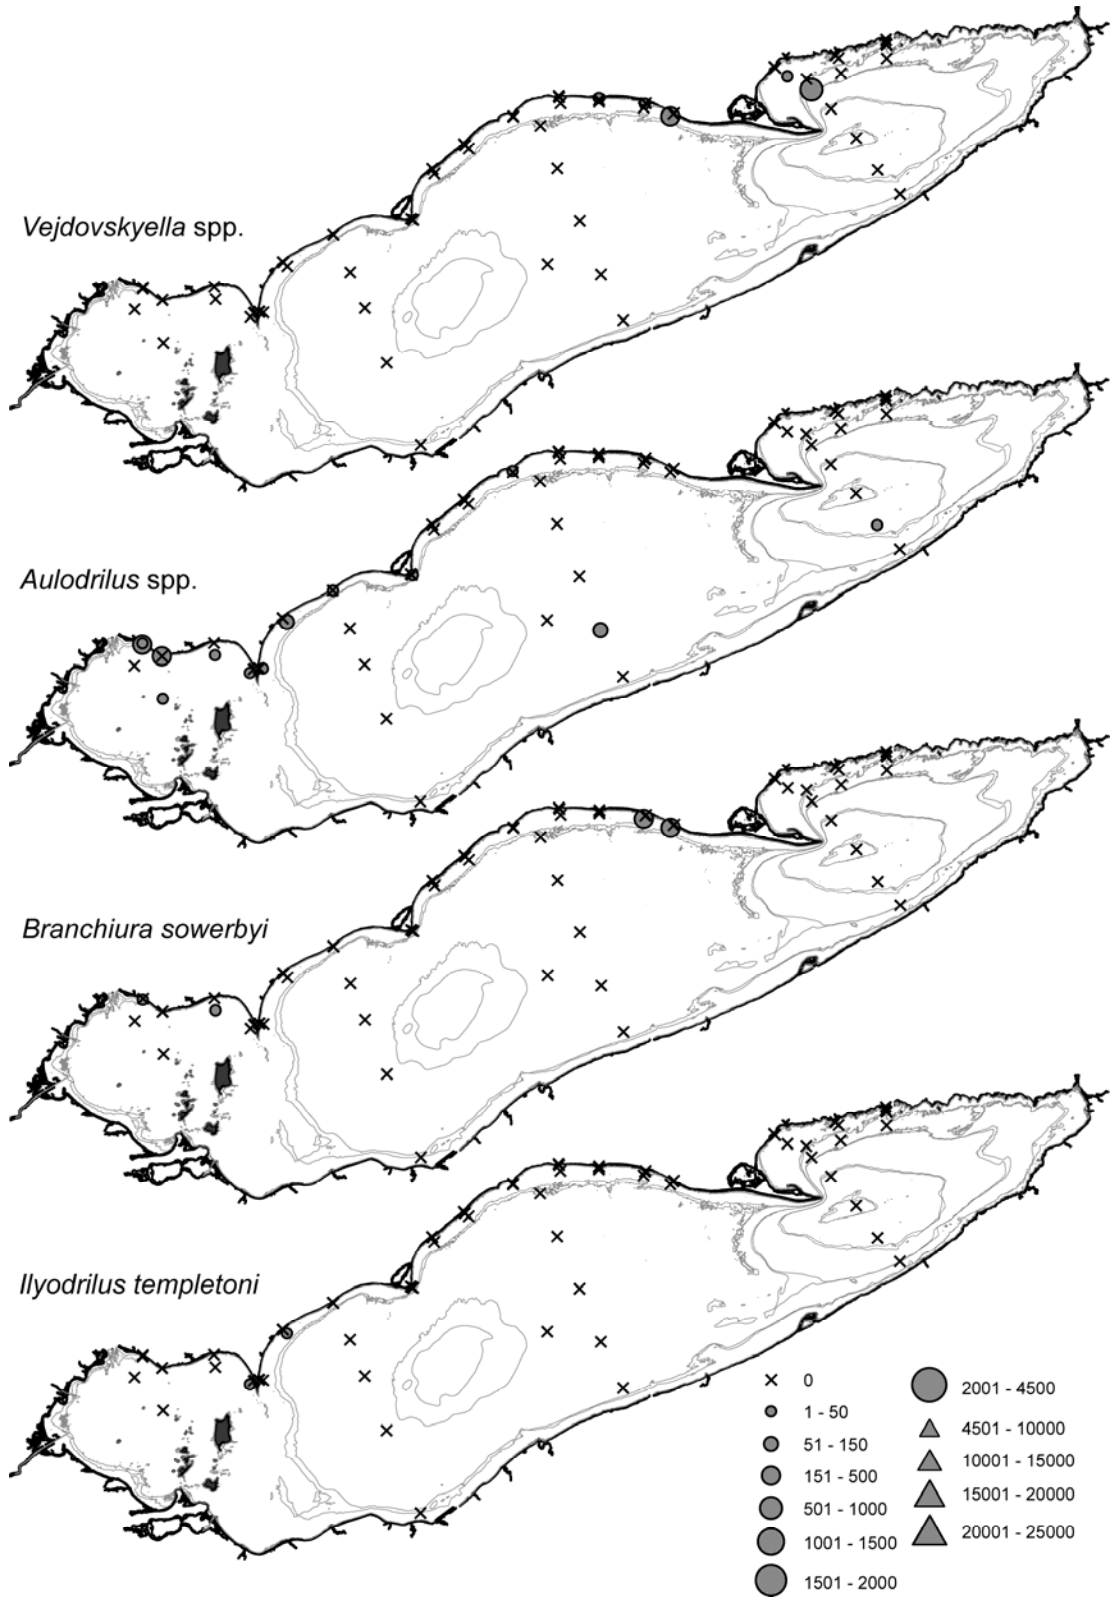 Vejdovskyella spp.
Aulodrilus spp.
Branchiura sowerbyi
Ilyodrilus templetoni
0
1 - 50
51 - 150
151 - 500
501 - 1000
1001 - 1500
1501 - 2000
2001 - 4500
4501 - 10000
10001 - 15000
15001 - 20000
20001 - 25000